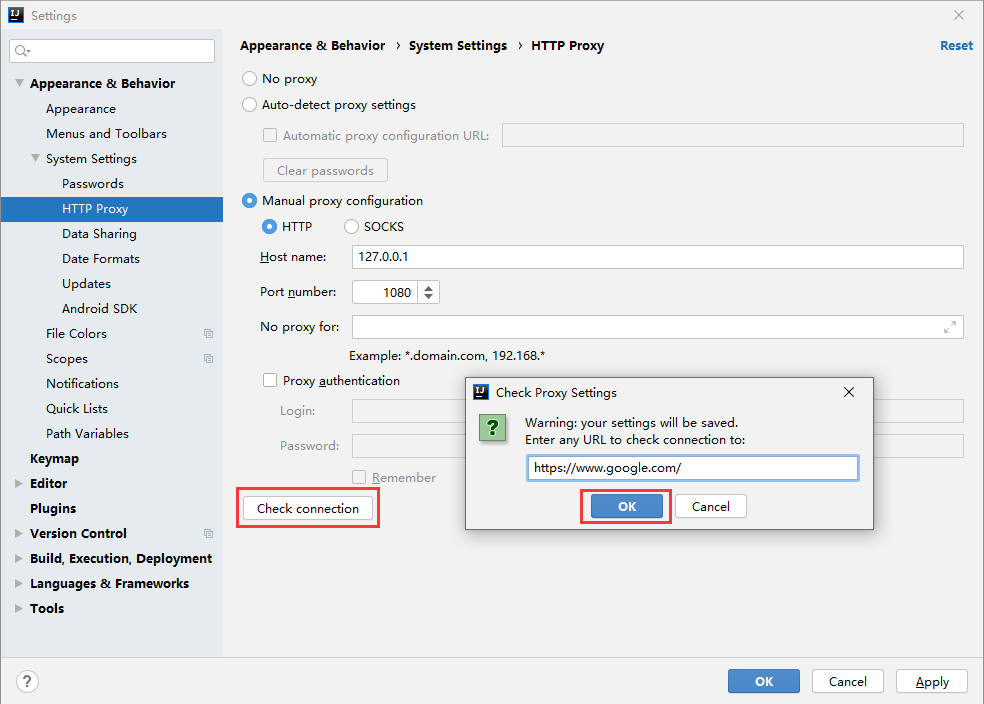 Settings
Appearance & Behavior › System Settings › HTTP Proxy
Reset
Appearance & Behavior
Appearance
Menus and Toolbars
System Settings
Passwords
HTTP Proxy
Data Sharing
Date Formats
Updates
Android SDK
File Colors
Scopes
Notifications
Quick Lists
Path Variables
Keymap
Editor
Plugins
Version Control
Build, Execution, Deployment
Languages & Frameworks
Tools
No proxy
Auto-detect proxy settings
Automatic proxy configuration URL:
Clear passwords
Manual proxy configuration
HTTP SOCKS
Host name: 127.0.0.1
Port number: 1080
No proxy for:
Example: *.domain.com, 192.168.*
Proxy authentication
Login:
Password:
Remember
Check connection
IJ Check Proxy Settings
?
Warning: your settings will be saved.
Enter any URL to check connection to:
https://www.google.com/
OK Cancel
?
OK Cancel Apply